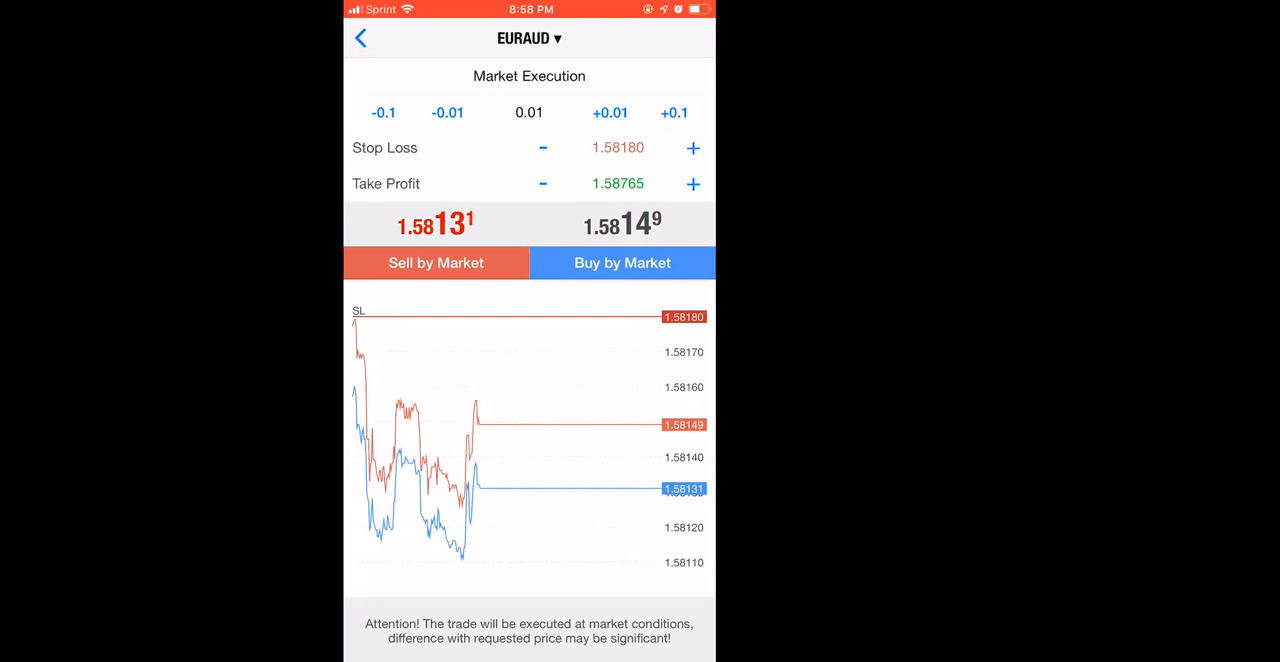 Sprint 8:58 PM
EURAUD ▾
Market Execution
-0.1 -0.01 0.01 +0.01 +0.1
Stop Loss - 1.58180 +
Take Profit - 1.58765 +
1.58131 1.58149
Sell by Market Buy by Market
SL
1.58180
1.58170
1.58160
1.58149
1.58140
1.58131
1.58120
1.58110
Attention! The trade will be executed at market conditions,
difference with requested price may be significant!